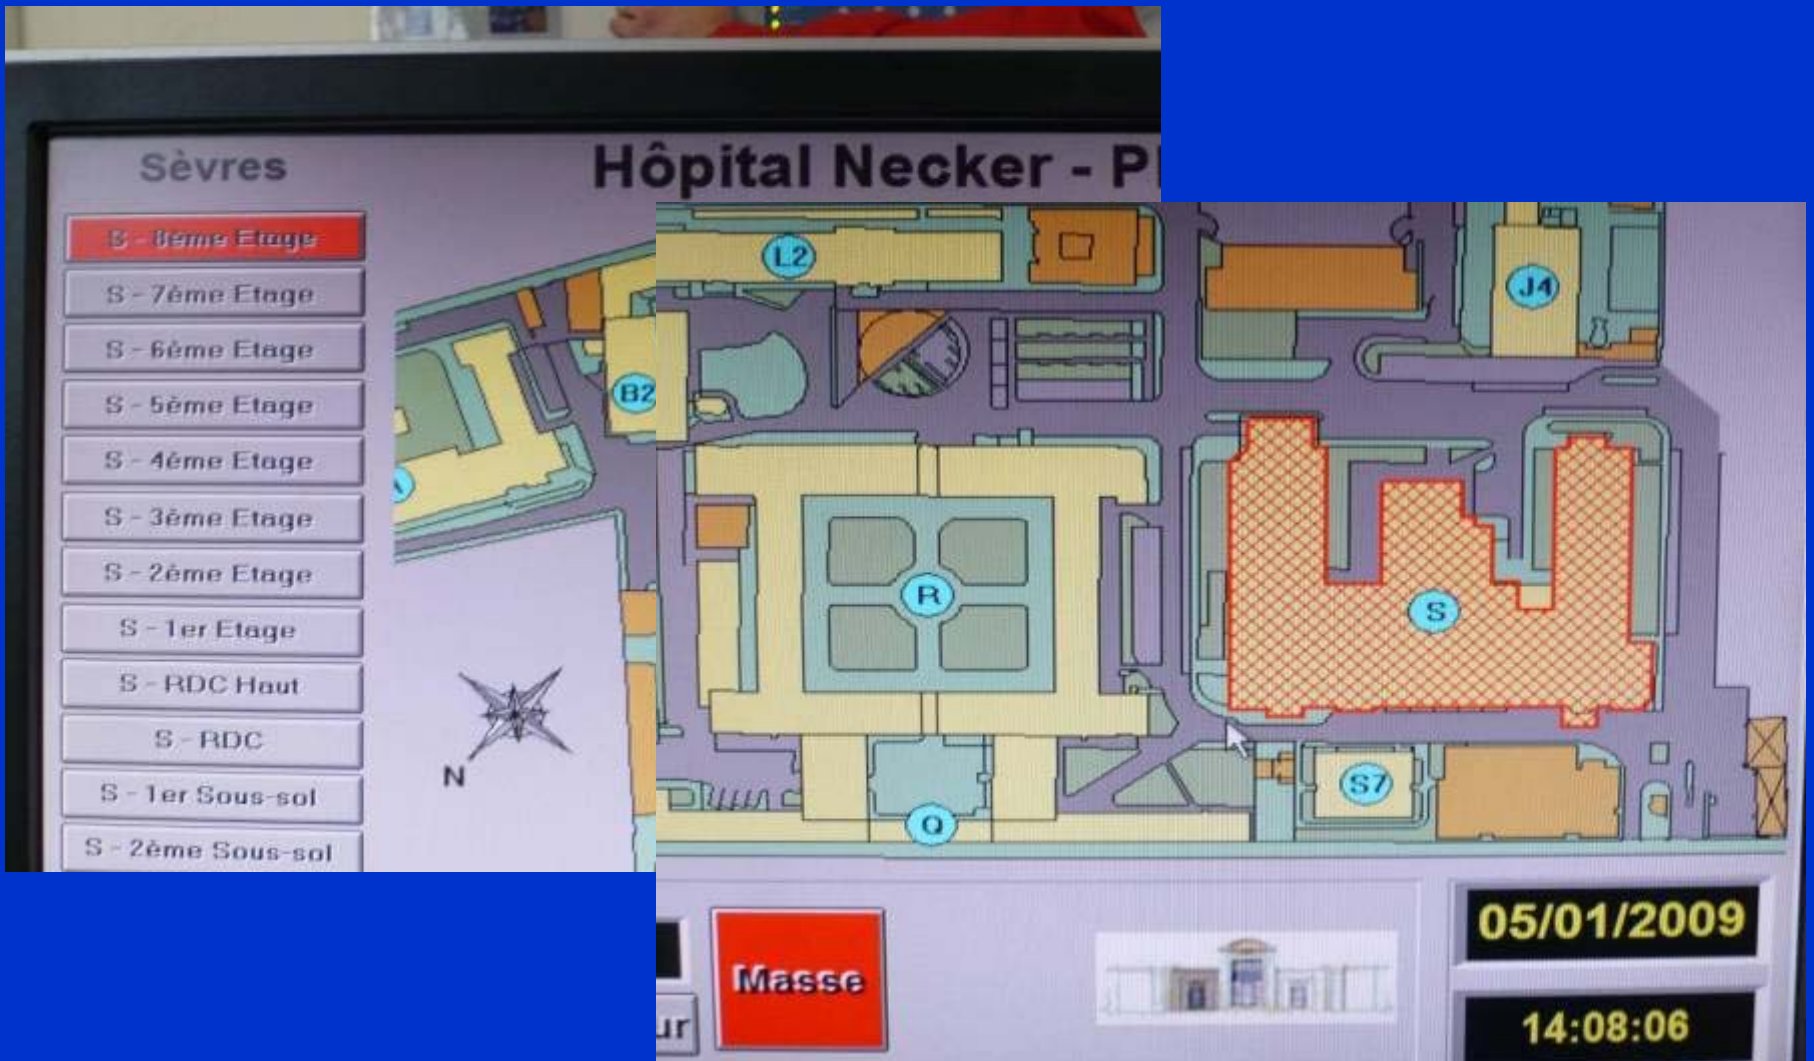 Sèvres
Hôpital Necker - Pl
S - 8ème Etage
S - 7ème Etage
S - 6ème Etage
S - 5ème Etage
S - 4ème Etage
S - 3ème Etage
S - 2ème Etage
S - 1er Etage
S - RDC Haut
S - RDC
S - 1er Sous-sol
S - 2ème Sous-sol
L2
J4
B2
R
S
S7
Q
N
Masse
ur
05/01/2009
14:08:06